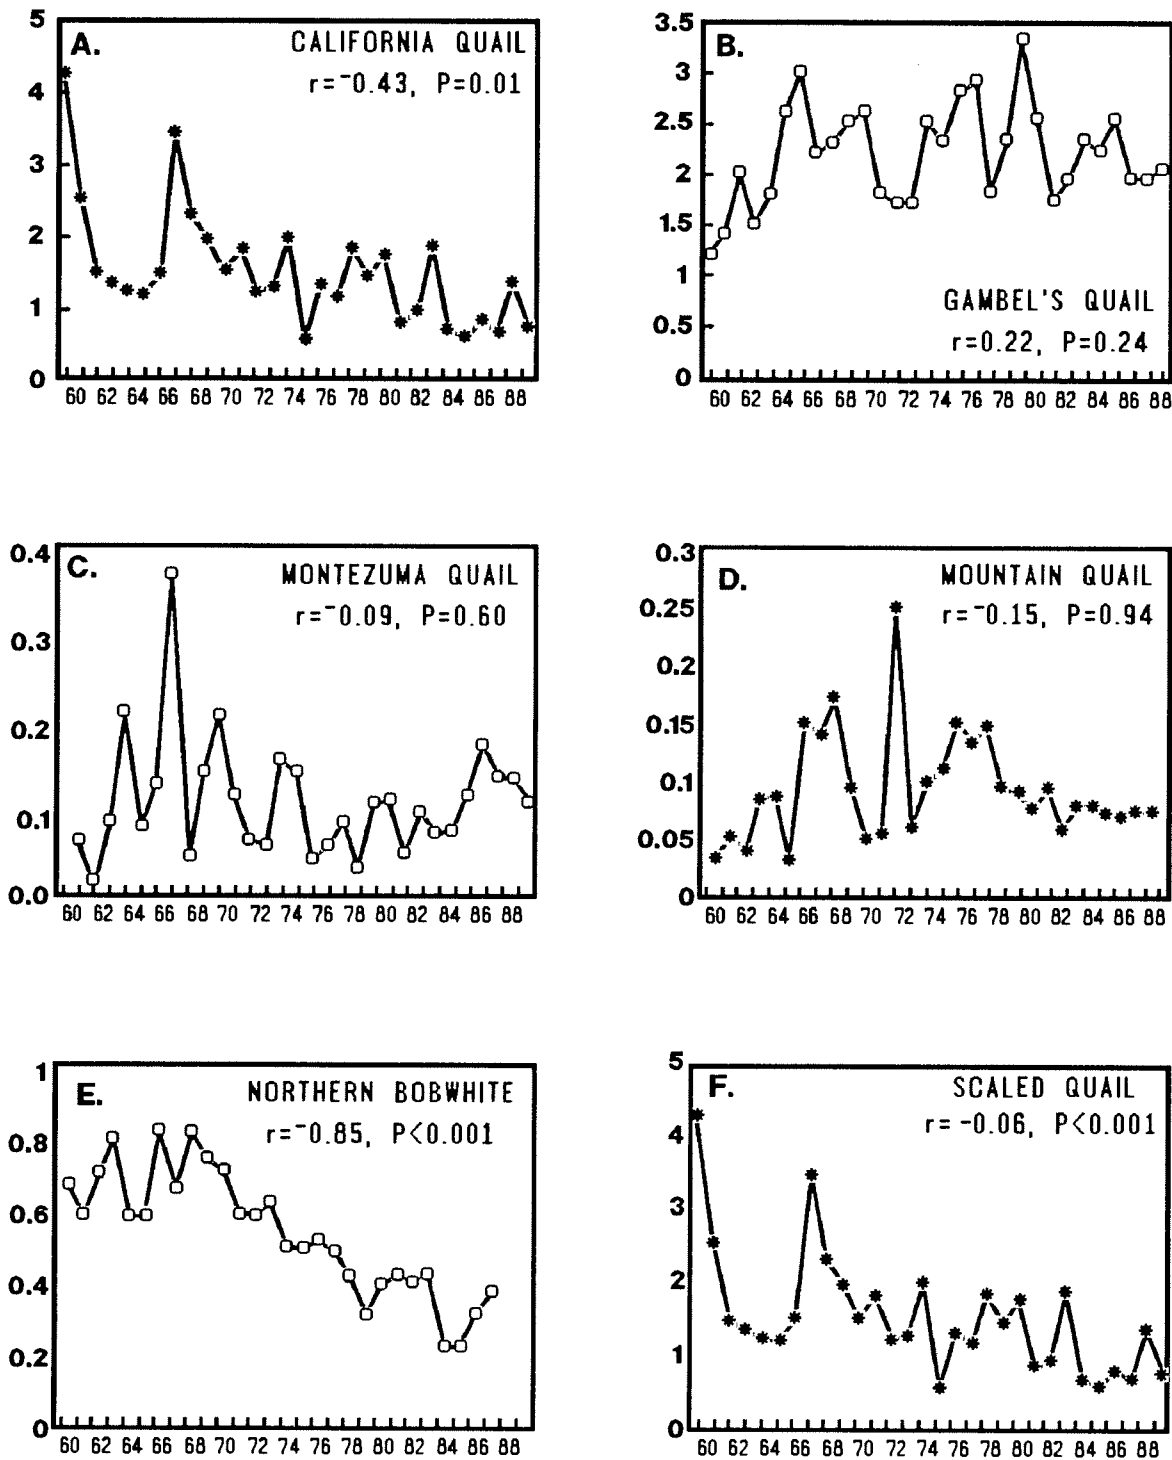 A.
CALIFORNIA QUAIL
r=-0.43, P=0.01
5
4
3
2
1
0
60 62 64 66 68 70 72 74 76 78 80 82 84 86 88
B.
3.5
3
2.5
2
1.5
1
0.5
0
GAMBEL'S QUAIL
r=0.22, P=0.24
60 62 64 66 68 70 72 74 76 78 80 82 84 86 88
C.
MONTEZUMA QUAIL
r=-0.09, P=0.60
0.4
0.3
0.2
0.1
0.0
60 62 64 66 68 70 72 74 76 78 80 82 84 86 88
D.
MOUNTAIN QUAIL
r=-0.15, P=0.94
0.3
0.25
0.2
0.15
0.1
0.05
0
60 62 64 66 68 70 72 74 76 78 80 82 84 86 88
E.
NORTHERN BOBWHITE
r=-0.85, P<0.001
1
0.8
0.6
0.4
0.2
0
60 62 64 66 68 70 72 74 76 78 80 82 84 86 88
F.
SCALED QUAIL
r= -0.06, P<0.001
5
4
3
2
1
0
60 62 64 66 68 70 72 74 76 78 80 82 84 86 88